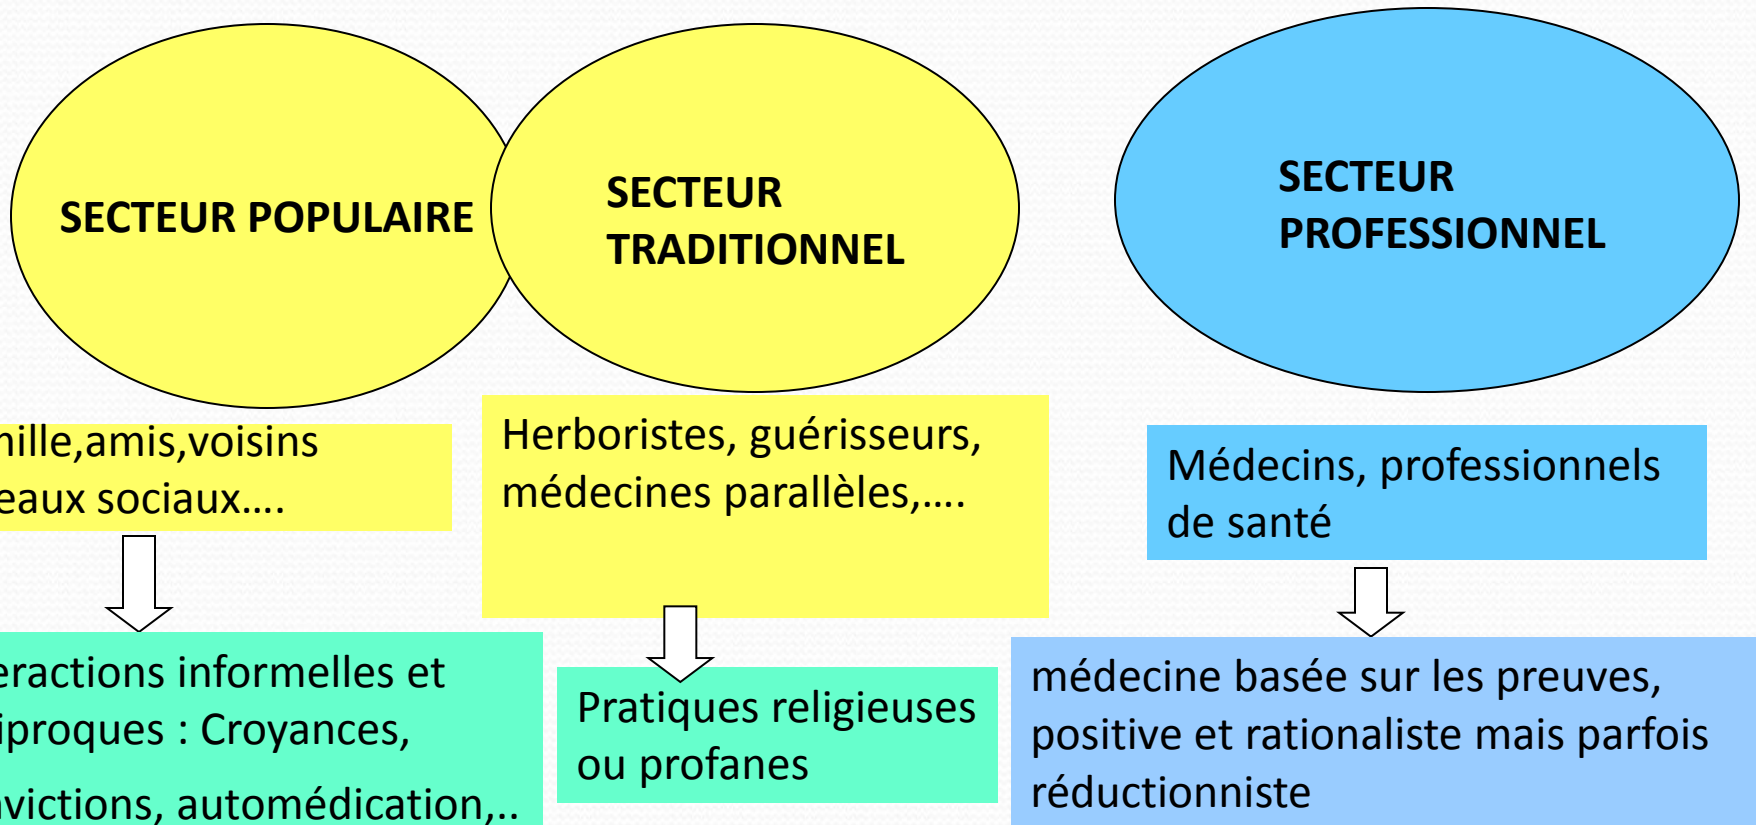 SECTEUR POPULAIRE
SECTEUR
TRADITIONNEL
SECTEUR
PROFESSIONNEL
mille,amis,voisins
eaux sociaux....
Herboristes, guérisseurs,
médecines parallèles,....
Médecins, professionnels
de santé
eractions informelles et
iproques : Croyances,
victions, automédication,..
Pratiques religieuses
ou profanes
médecine basée sur les preuves,
positive et rationaliste mais parfois
réductionniste